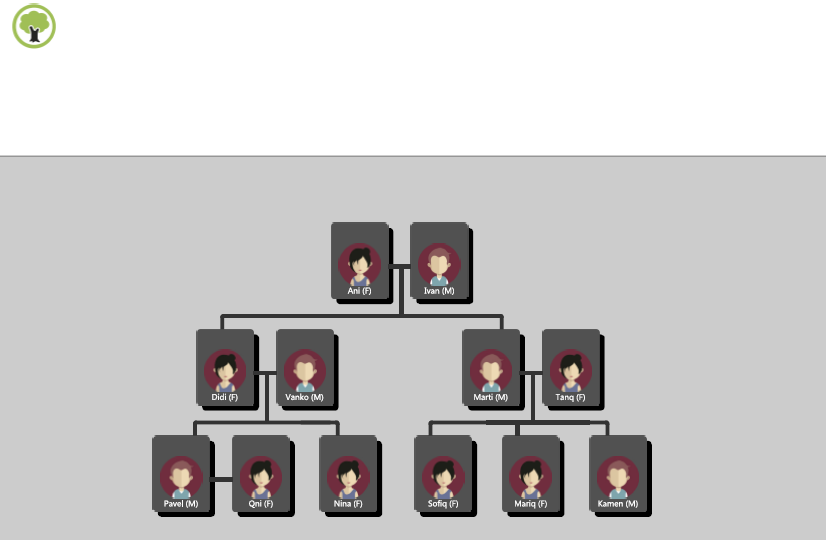 Ani (F)
Ivan (M)
Didi (F)
Vanko (M)
Marti (M)
Tanq (F)
Pavel (M)
Qni (F)
Nina (F)
Sofiq (F)
Mariq (F)
Kamen (M)